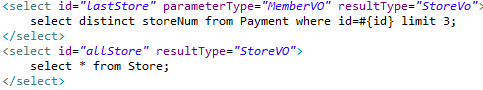 <select id="lastStore" parameterType="MemberVO" resultType="StoreVo">
select distinct storeNum from Payment where id=#{id} limit 3;
</select>
<select id="allStore" resultType="StoreVO">
select * from Store;
</select>